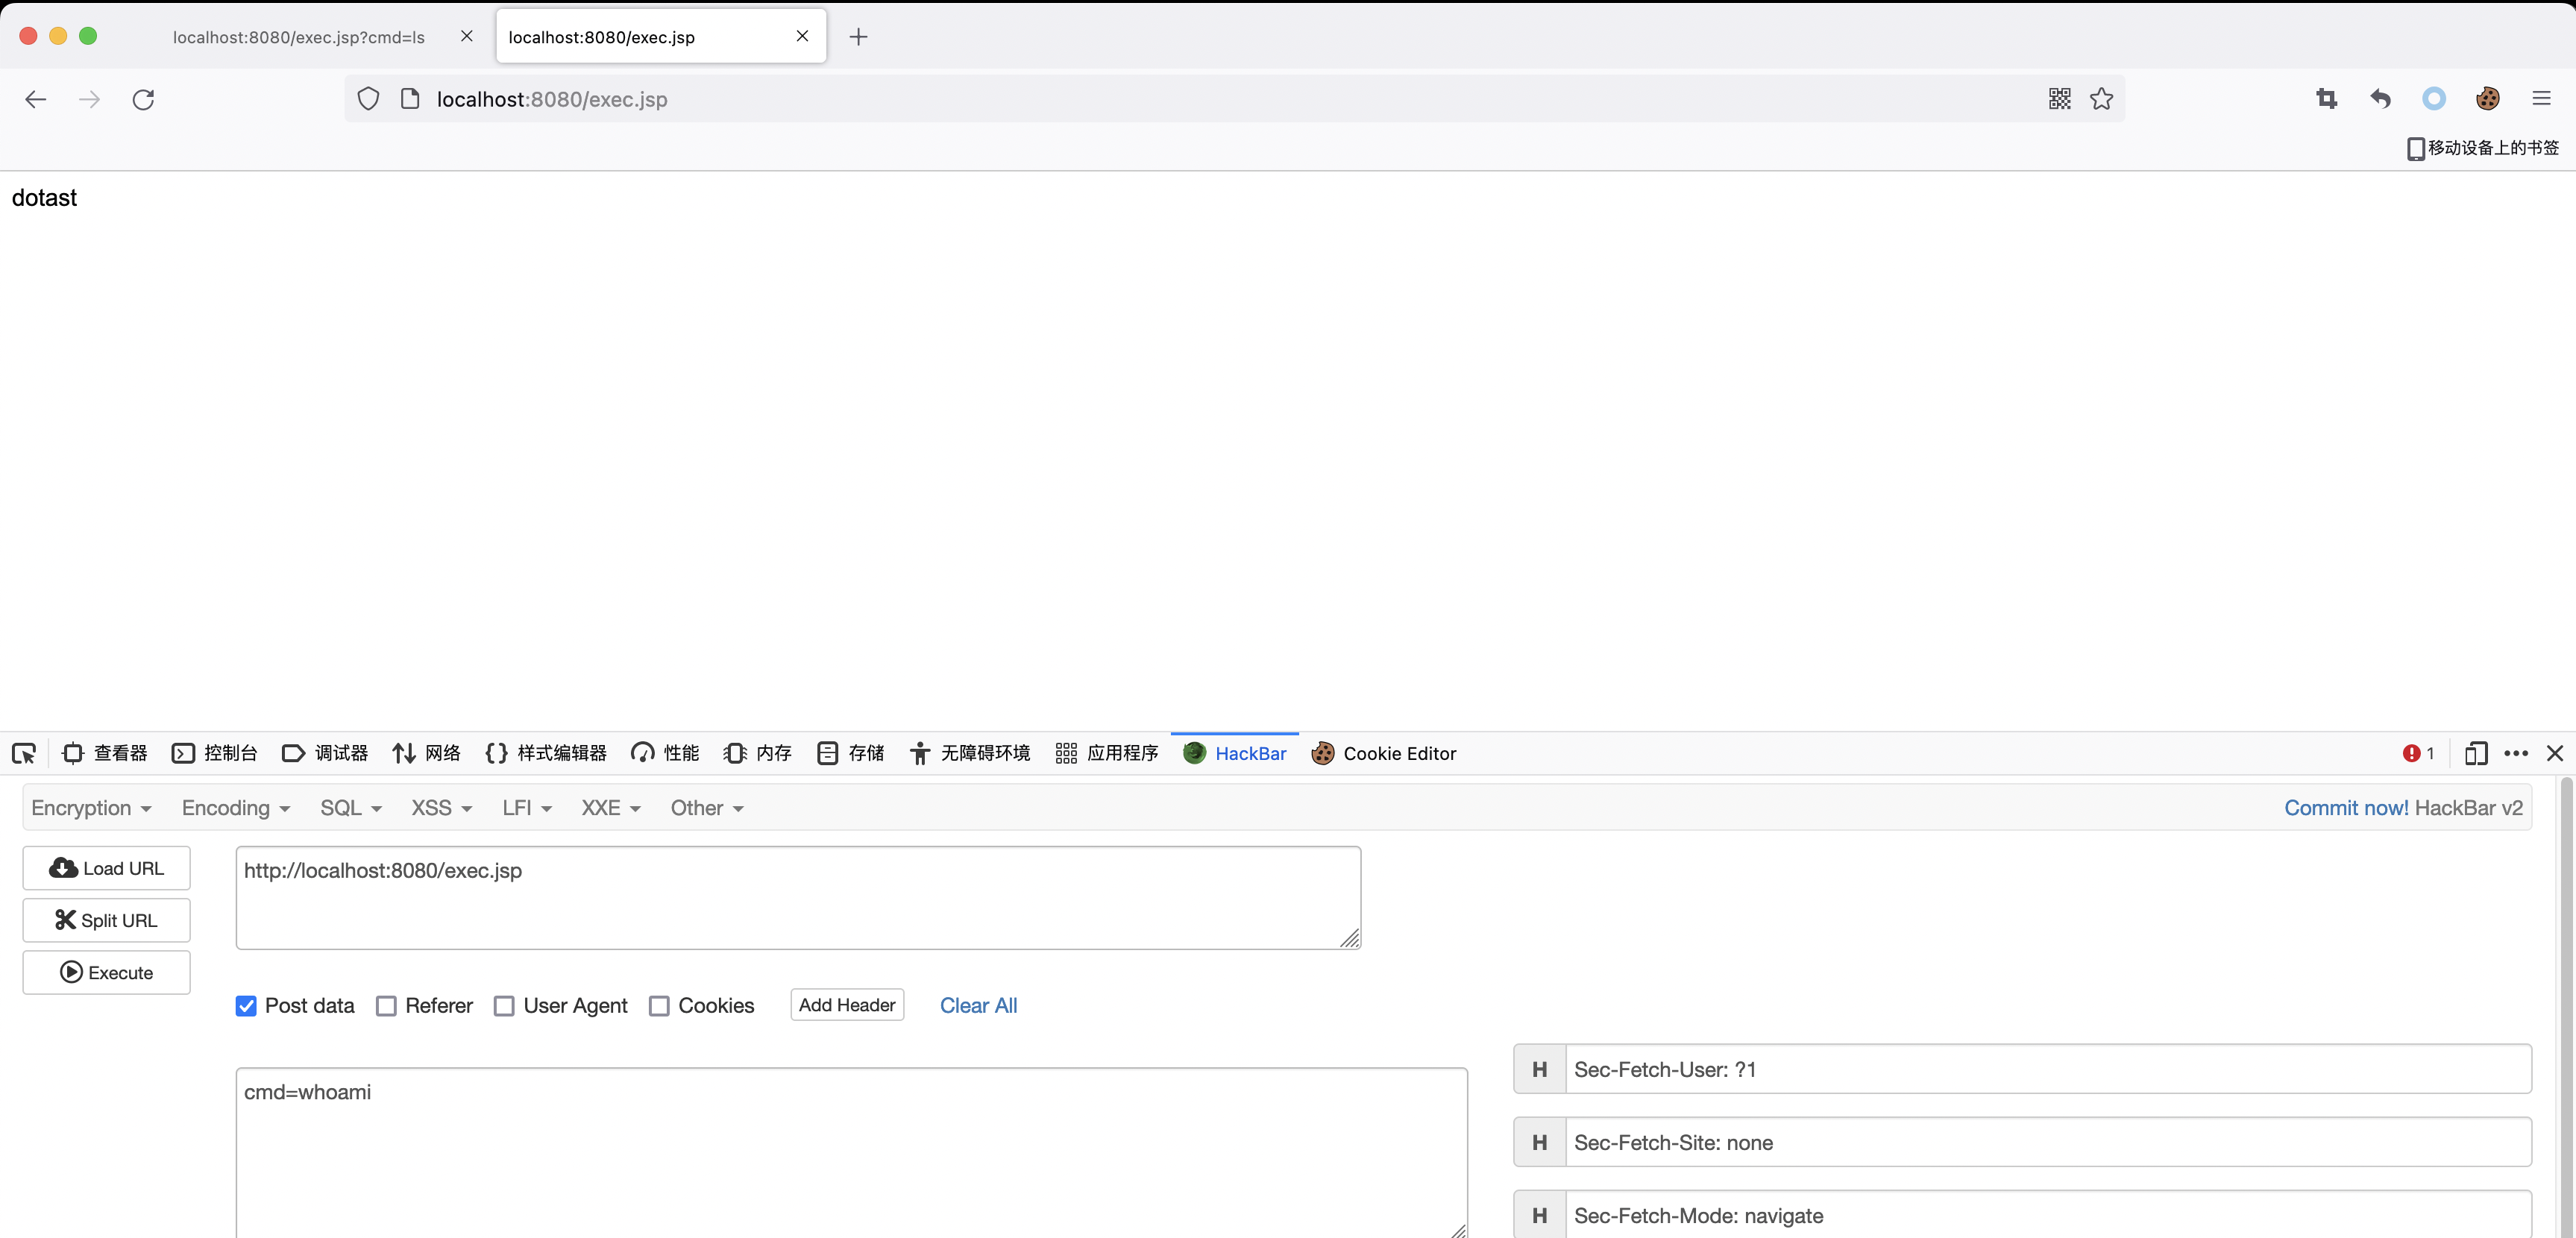 localhost:8080/exec.jsp?cmd=ls
localhost:8080/exec.jsp
localhost:8080/exec.jsp
移动设备上的书签
dotast
查看器 控制台 调试器 网络 样式编辑器 性能 内存 存储 无障碍环境 应用程序 HackBar Cookie Editor 1
Encryption Encoding SQL XSS LFI XXE Other Commit now! HackBar v2
Load URL
http://localhost:8080/exec.jsp
Split URL
Execute
Post data Referer User Agent Cookies Add Header Clear All
cmd=whoami
H Sec-Fetch-User: ?1
H Sec-Fetch-Site: none
H Sec-Fetch-Mode: navigate